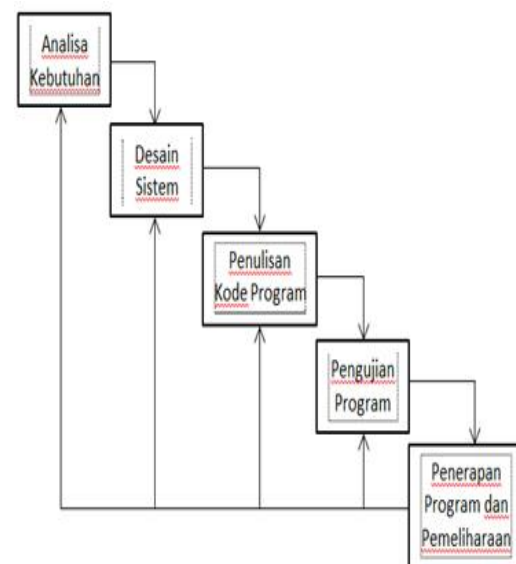 Analisa
Kebutuhan
Desain
Sistem
Penulisan
Kode Program
Pengujian
Program
Penerapan
Program dan
Pemeliharaan